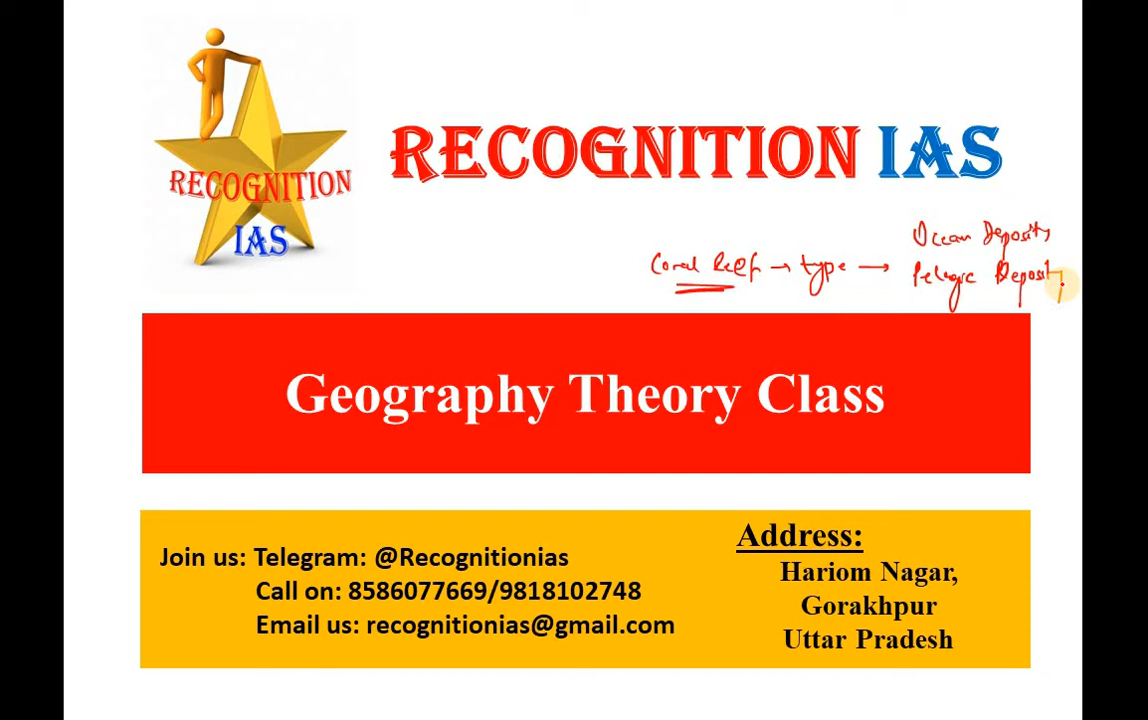 RECOGNITION
IAS
RECOGNITION IAS
Ocean Deposits
Coral Reef → type → Pelagic Deposit
Geography Theory Class
Join us: Telegram: @Recognitionias
Call on: 8586077669/9818102748
Email us: recognitionias@gmail.com
Address:
Hariom Nagar,
Gorakhpur
Uttar Pradesh